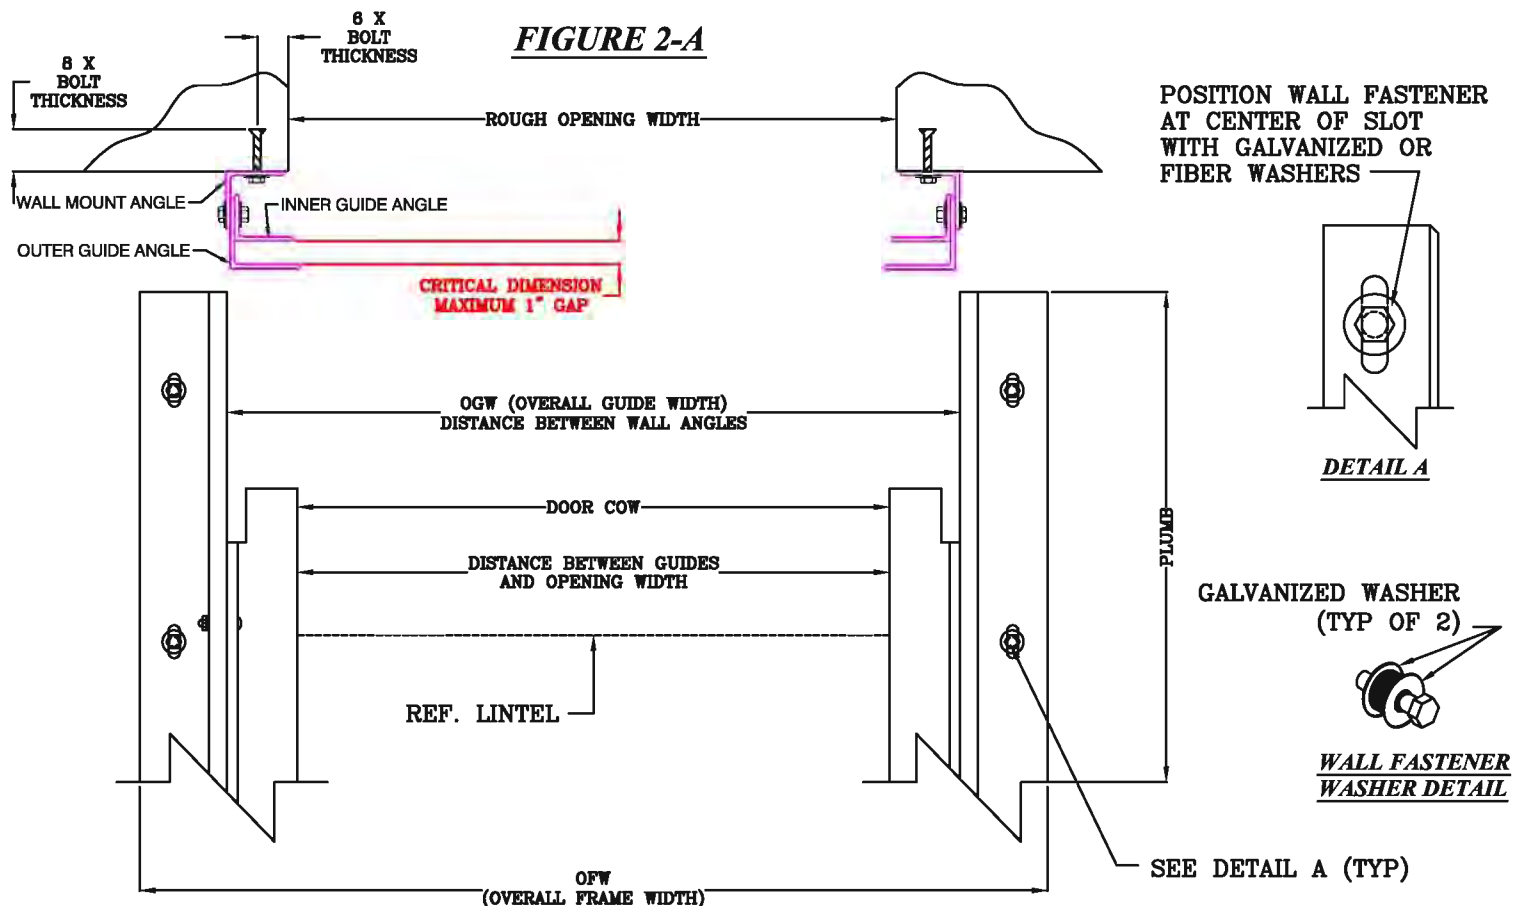 6 X
BOLT
THICKNESS
FIGURE 2-A
8 X
BOLT
THICKNESS
ROUGH OPENING WIDTH
POSITION WALL FASTENER
AT CENTER OF SLOT
WITH GALVANIZED OR
FIBER WASHERS
WALL MOUNT ANGLE
INNER GUIDE ANGLE
OUTER GUIDE ANGLE
CRITICAL DIMENSION
MAXIMUM 1" GAP
OGW (OVERALL GUIDE WIDTH)
DISTANCE BETWEEN WALL ANGLES
DETAIL A
DOOR COW
PLUMB
DISTANCE BETWEEN GUIDES
AND OPENING WIDTH
GALVANIZED WASHER
(TYP OF 2)
REF. LINTEL
WALL FASTENER
WASHER DETAIL
SEE DETAIL A (TYP)
OFW
(OVERALL FRAME WIDTH)